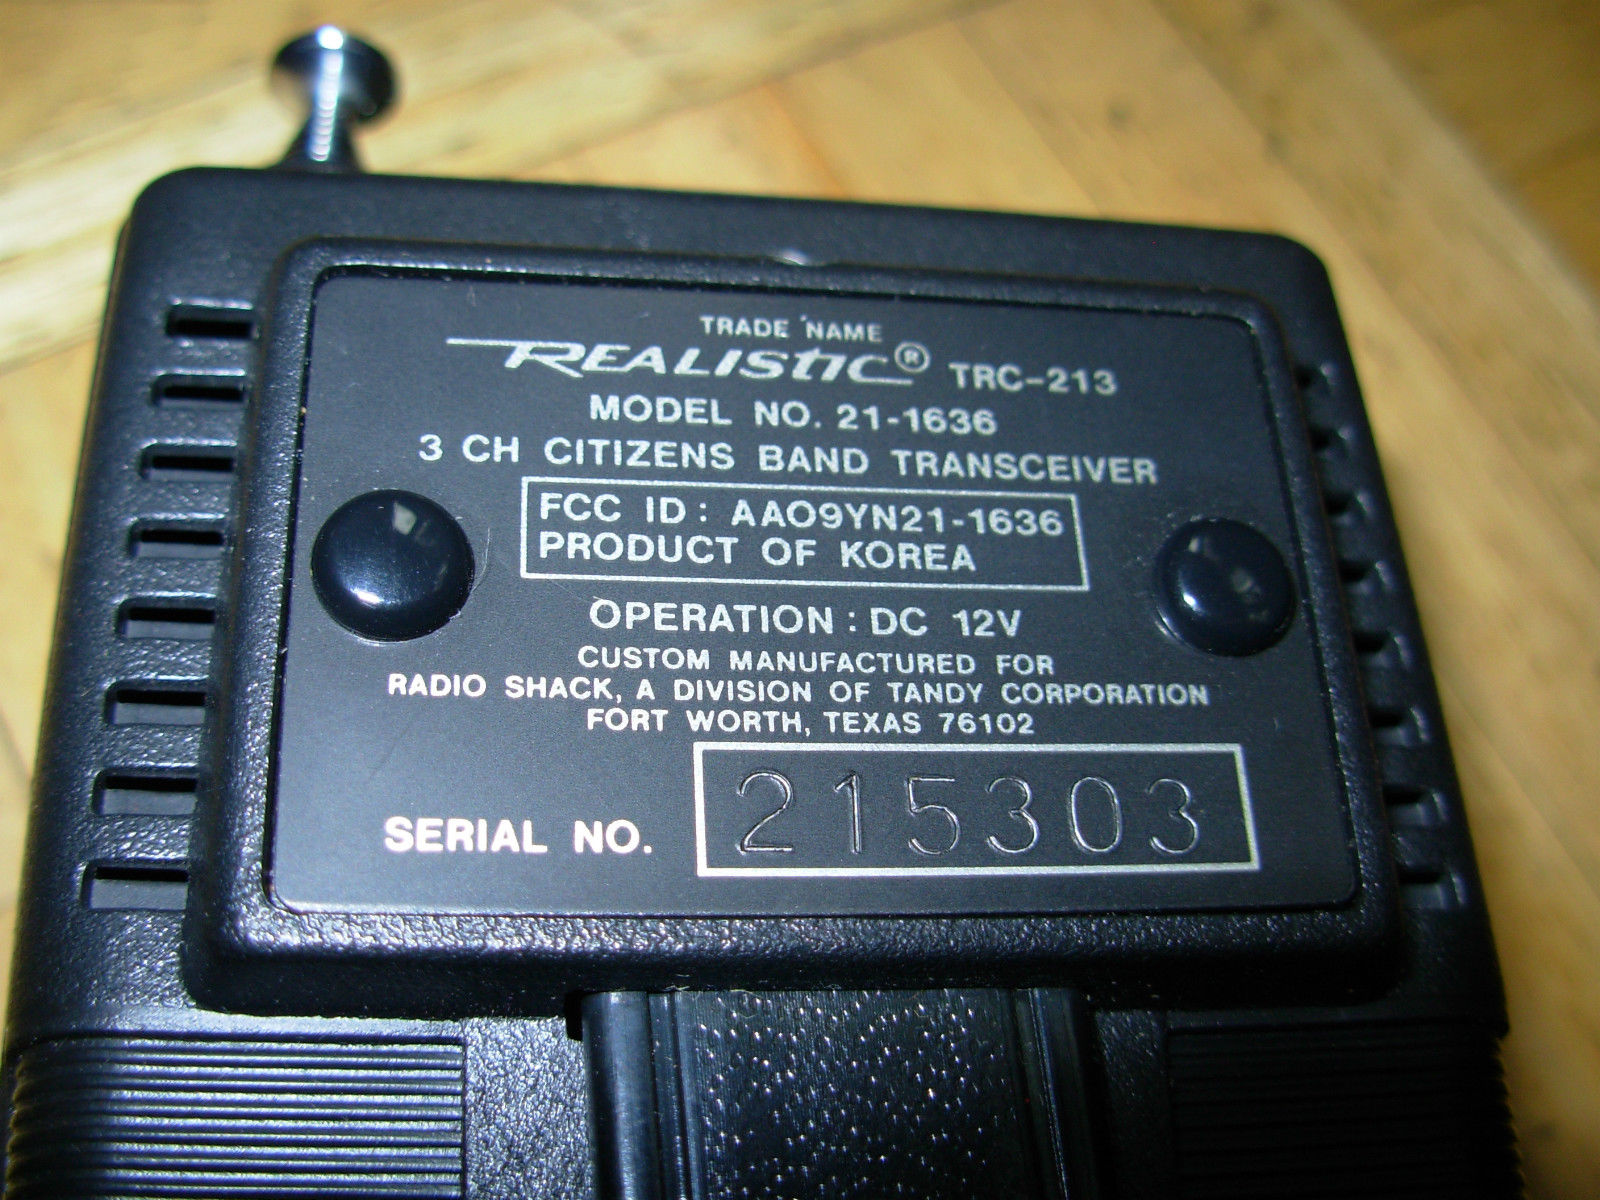 TRADE NAME
REALISTIC® TRC-213
MODEL NO. 21-1636
3 CH CITIZENS BAND TRANSCEIVER
FCC ID: AAO9YN21-1636
PRODUCT OF KOREA
OPERATION: DC 12V
CUSTOM MANUFACTURED FOR
RADIO SHACK, A DIVISION OF TANDY CORPORATION
FORT WORTH, TEXAS 76102
SERIAL NO. 215303